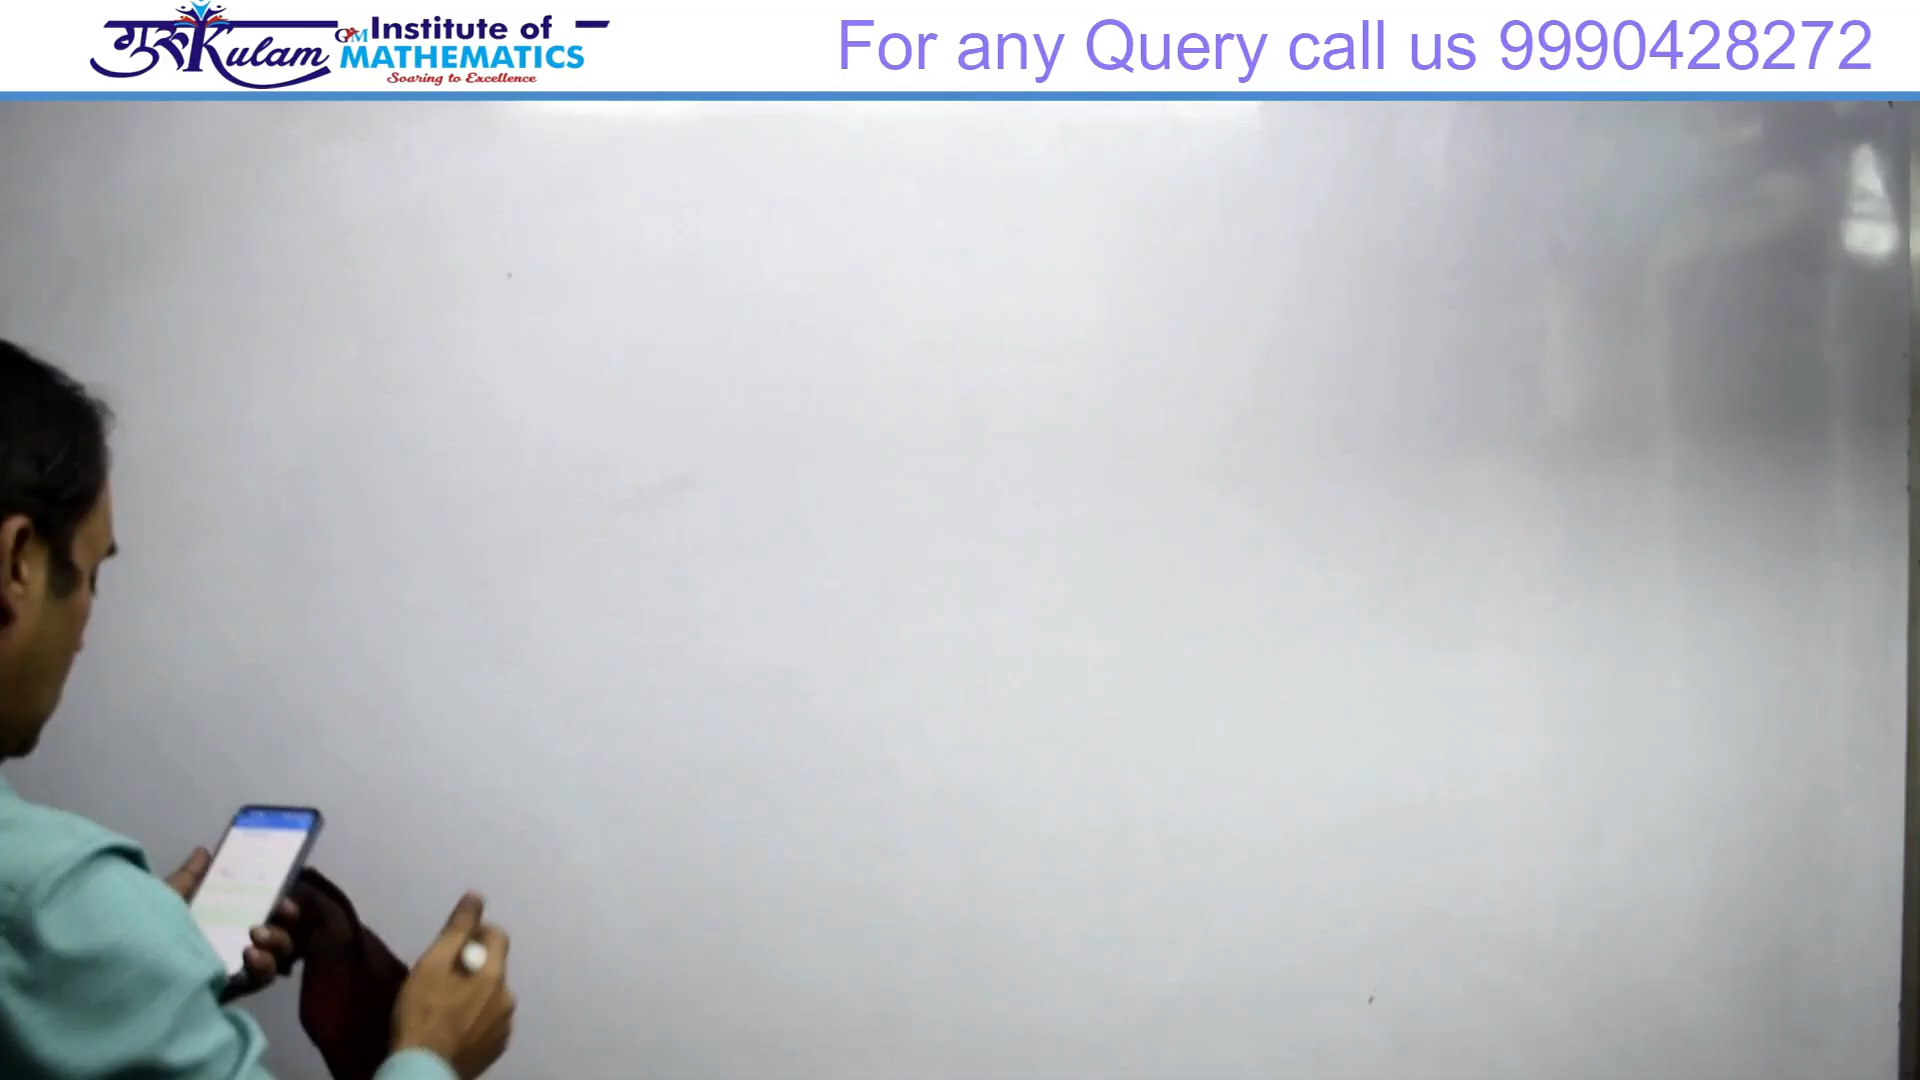 गुरुKulam GM Institute of
MATHEMATICS
Soaring to Excellence
For any Query call us 9990428272